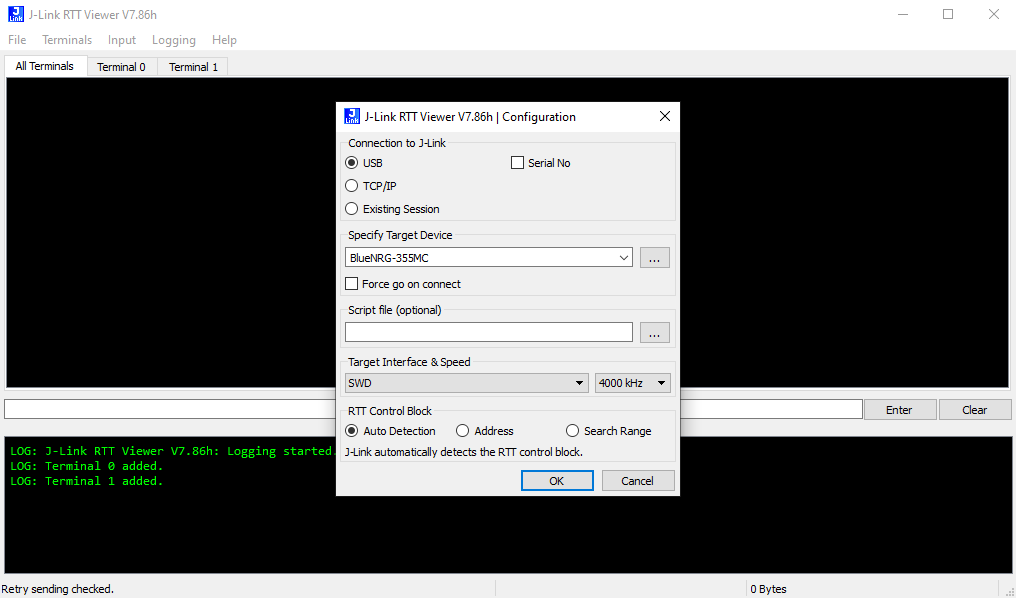 J-Link RTT Viewer V7.86h
File Terminals Input Logging Help
All Terminals Terminal 0 Terminal 1
J-Link RTT Viewer V7.86h | Configuration
Connection to J-Link
USB Serial No
TCP/IP
Existing Session
Specify Target Device
BlueNRG-355MC ...
Force go on connect
Script file (optional)
...
Target Interface & Speed
SWD 4000 kHz
RTT Control Block
Auto Detection Address Search Range
J-Link automatically detects the RTT control block.
OK Cancel
Enter Clear
LOG: J-Link RTT Viewer V7.86h: Logging started.
LOG: Terminal 0 added.
LOG: Terminal 1 added.
Retry sending checked. 0 Bytes